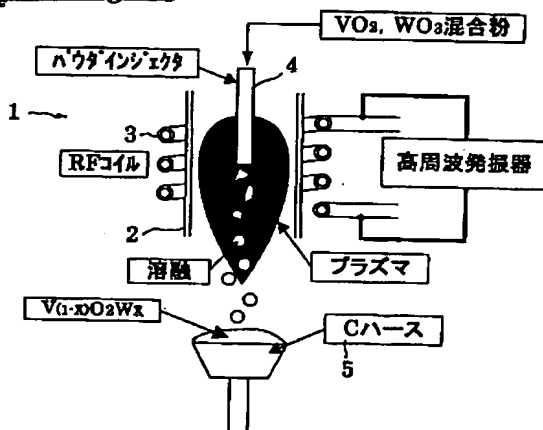 VO₂, WO₃混合粉
パウダインジェクタ
4
1
3
RFコイル
高周波発振器
2
溶融
プラズマ
V(1-x)O₂Wx
Cハース
5